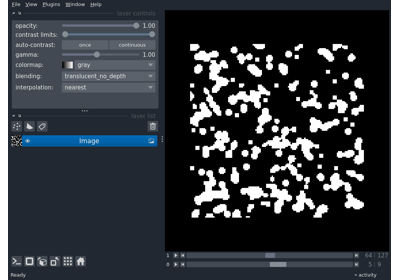 File View Plugins Window Help
layer controls
opacity: 1.00
contrast limits:
auto-contrast: once continuous
gamma: 1.00
colormap: gray
blending: translucent_no_depth
interpolation: nearest
layer list
Image
1 64 127
0 5 9
Ready activity